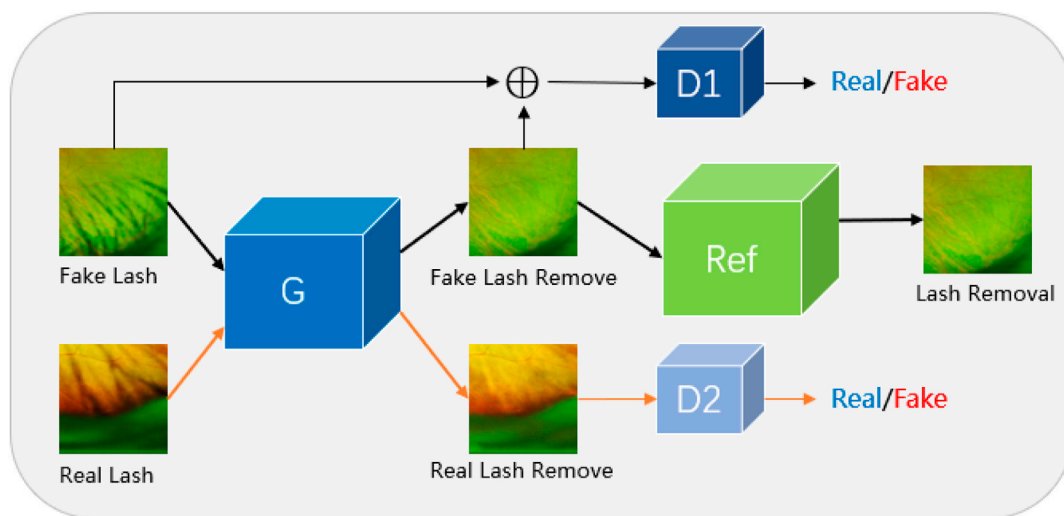 D1
Real/Fake
Fake Lash
G
Fake Lash Remove
Ref
Lash Removal
Real Lash
Real Lash Remove
D2
Real/Fake